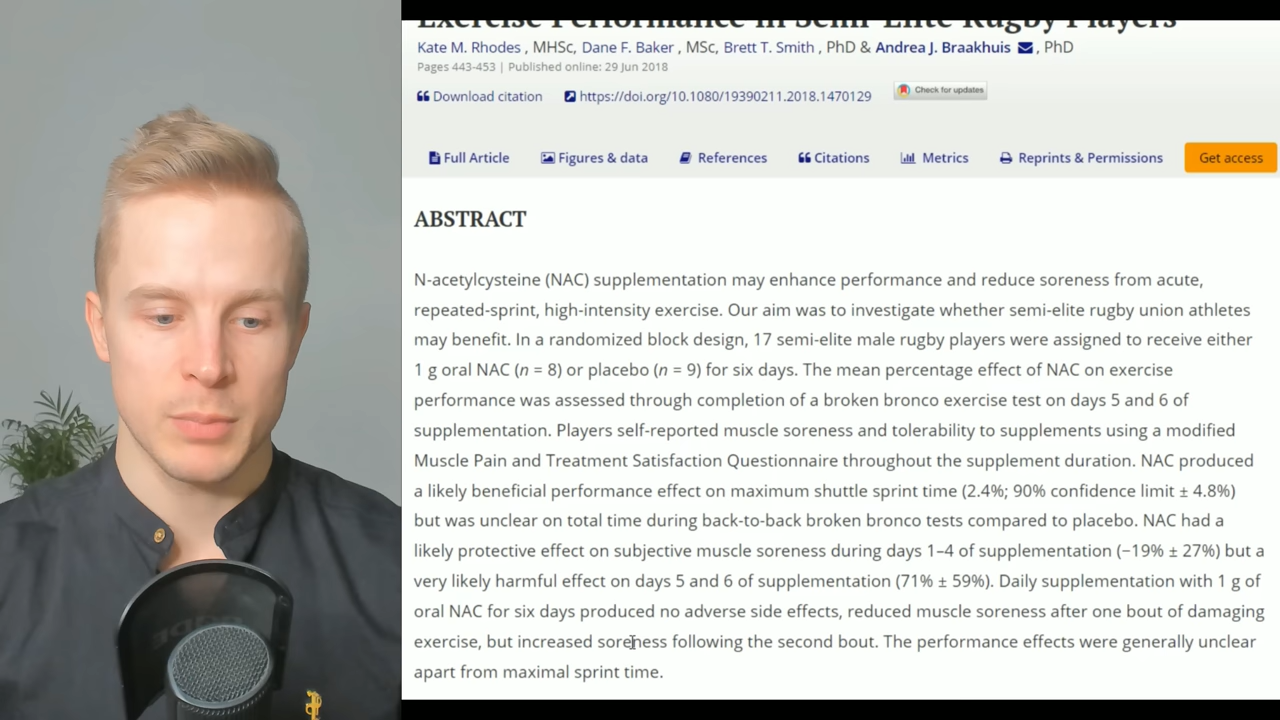 Exercise Performance in Semi-Elite Rugby Players
Kate M. Rhodes , MHSc, Dane F. Baker , MSc, Brett T. Smith , PhD & Andrea J. Braakhuis , PhD
Pages 443-453 | Published online: 29 Jun 2018
Download citation https://doi.org/10.1080/19390211.2018.1470129 Check for updates
Full Article Figures & data References Citations Metrics Reprints & Permissions Get access
ABSTRACT
N-acetylcysteine (NAC) supplementation may enhance performance and reduce soreness from acute,
repeated-sprint, high-intensity exercise. Our aim was to investigate whether semi-elite rugby union athletes
may benefit. In a randomized block design, 17 semi-elite male rugby players were assigned to receive either
1 g oral NAC (n = 8) or placebo (n = 9) for six days. The mean percentage effect of NAC on exercise
performance was assessed through completion of a broken bronco exercise test on days 5 and 6 of
supplementation. Players self-reported muscle soreness and tolerability to supplements using a modified
Muscle Pain and Treatment Satisfaction Questionnaire throughout the supplement duration. NAC produced
a likely beneficial performance effect on maximum shuttle sprint time (2.4%; 90% confidence limit ± 4.8%)
but was unclear on total time during back-to-back broken bronco tests compared to placebo. NAC had a
likely protective effect on subjective muscle soreness during days 1–4 of supplementation (−19% ± 27%) but a
very likely harmful effect on days 5 and 6 of supplementation (71% ± 59%). Daily supplementation with 1 g of
oral NAC for six days produced no adverse side effects, reduced muscle soreness after one bout of damaging
exercise, but increased soreness following the second bout. The performance effects were generally unclear
apart from maximal sprint time.